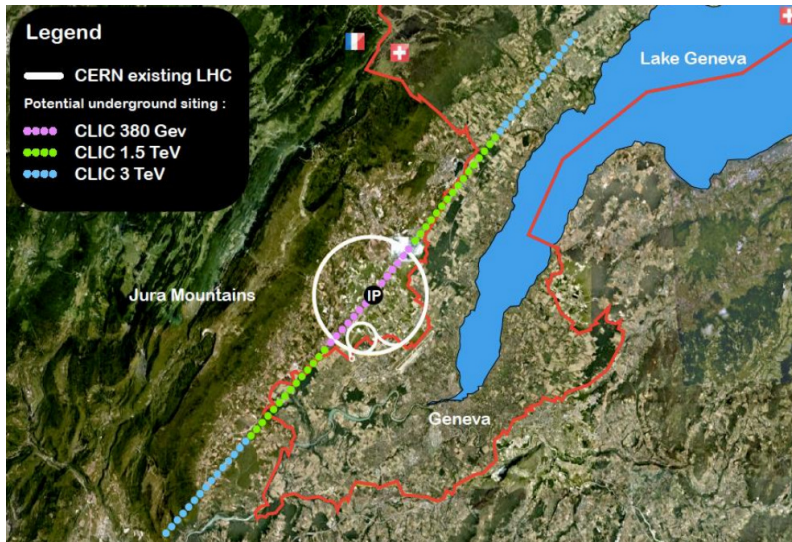 Legend
CERN existing LHC
Potential underground siting :
CLIC 380 Gev
CLIC 1.5 TeV
CLIC 3 TeV
Lake Geneva
Jura Mountains
IP
Geneva